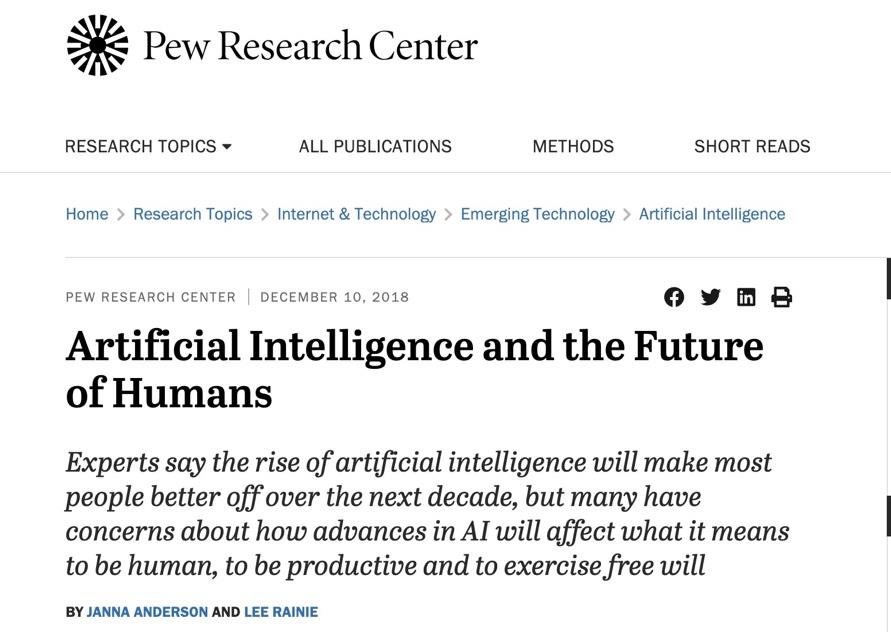 Pew Research Center
RESEARCH TOPICS ALL PUBLICATIONS METHODS SHORT READS
Home > Research Topics > Internet & Technology > Emerging Technology > Artificial Intelligence
PEW RESEARCH CENTER | DECEMBER 10, 2018
Artificial Intelligence and the Future
of Humans
Experts say the rise of artificial intelligence will make most
people better off over the next decade, but many have
concerns about how advances in AI will affect what it means
to be human, to be productive and to exercise free will
BY JANNA ANDERSON AND LEE RAINIE